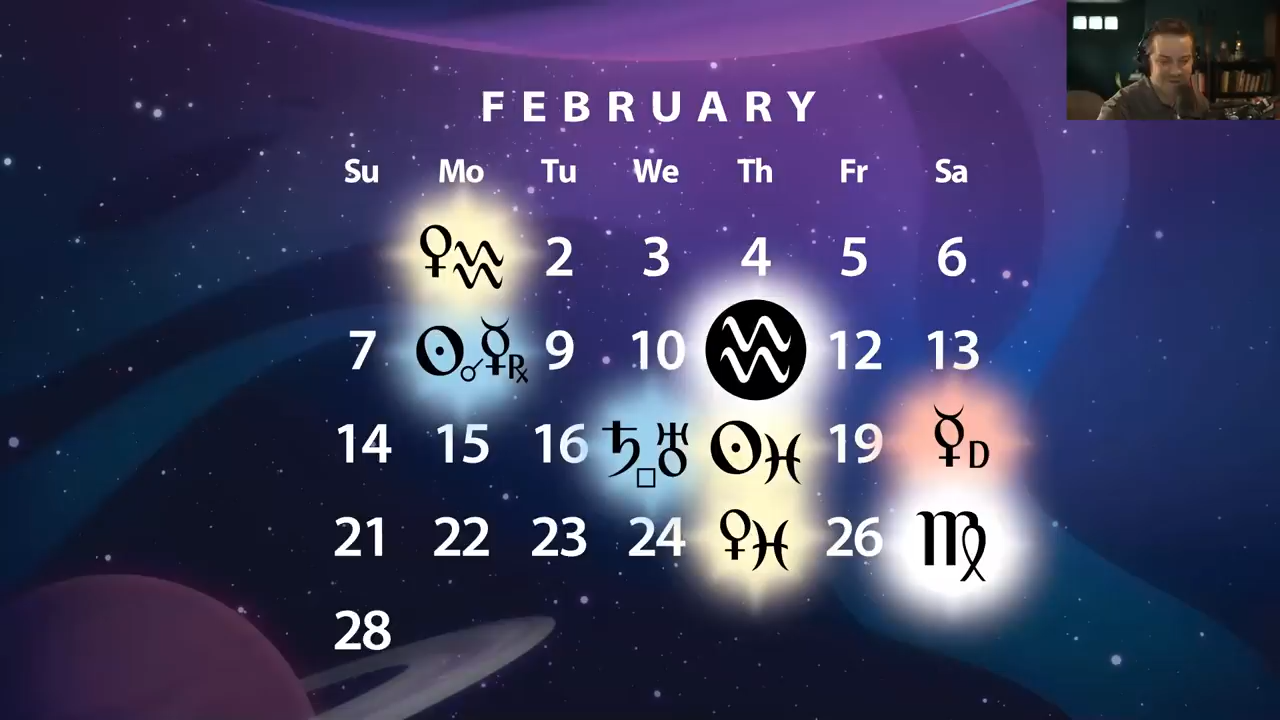 FEBRUARY
Su Mo Tu We Th Fr Sa
♀♒ 2 3 4 5 6
7 ☉☌☿℞ 9 10 ♒ 12 13
14 15 16 ♄□♅ ☉♓ 19 ☿D
21 22 23 24 ♀♓ 26 ♍
28